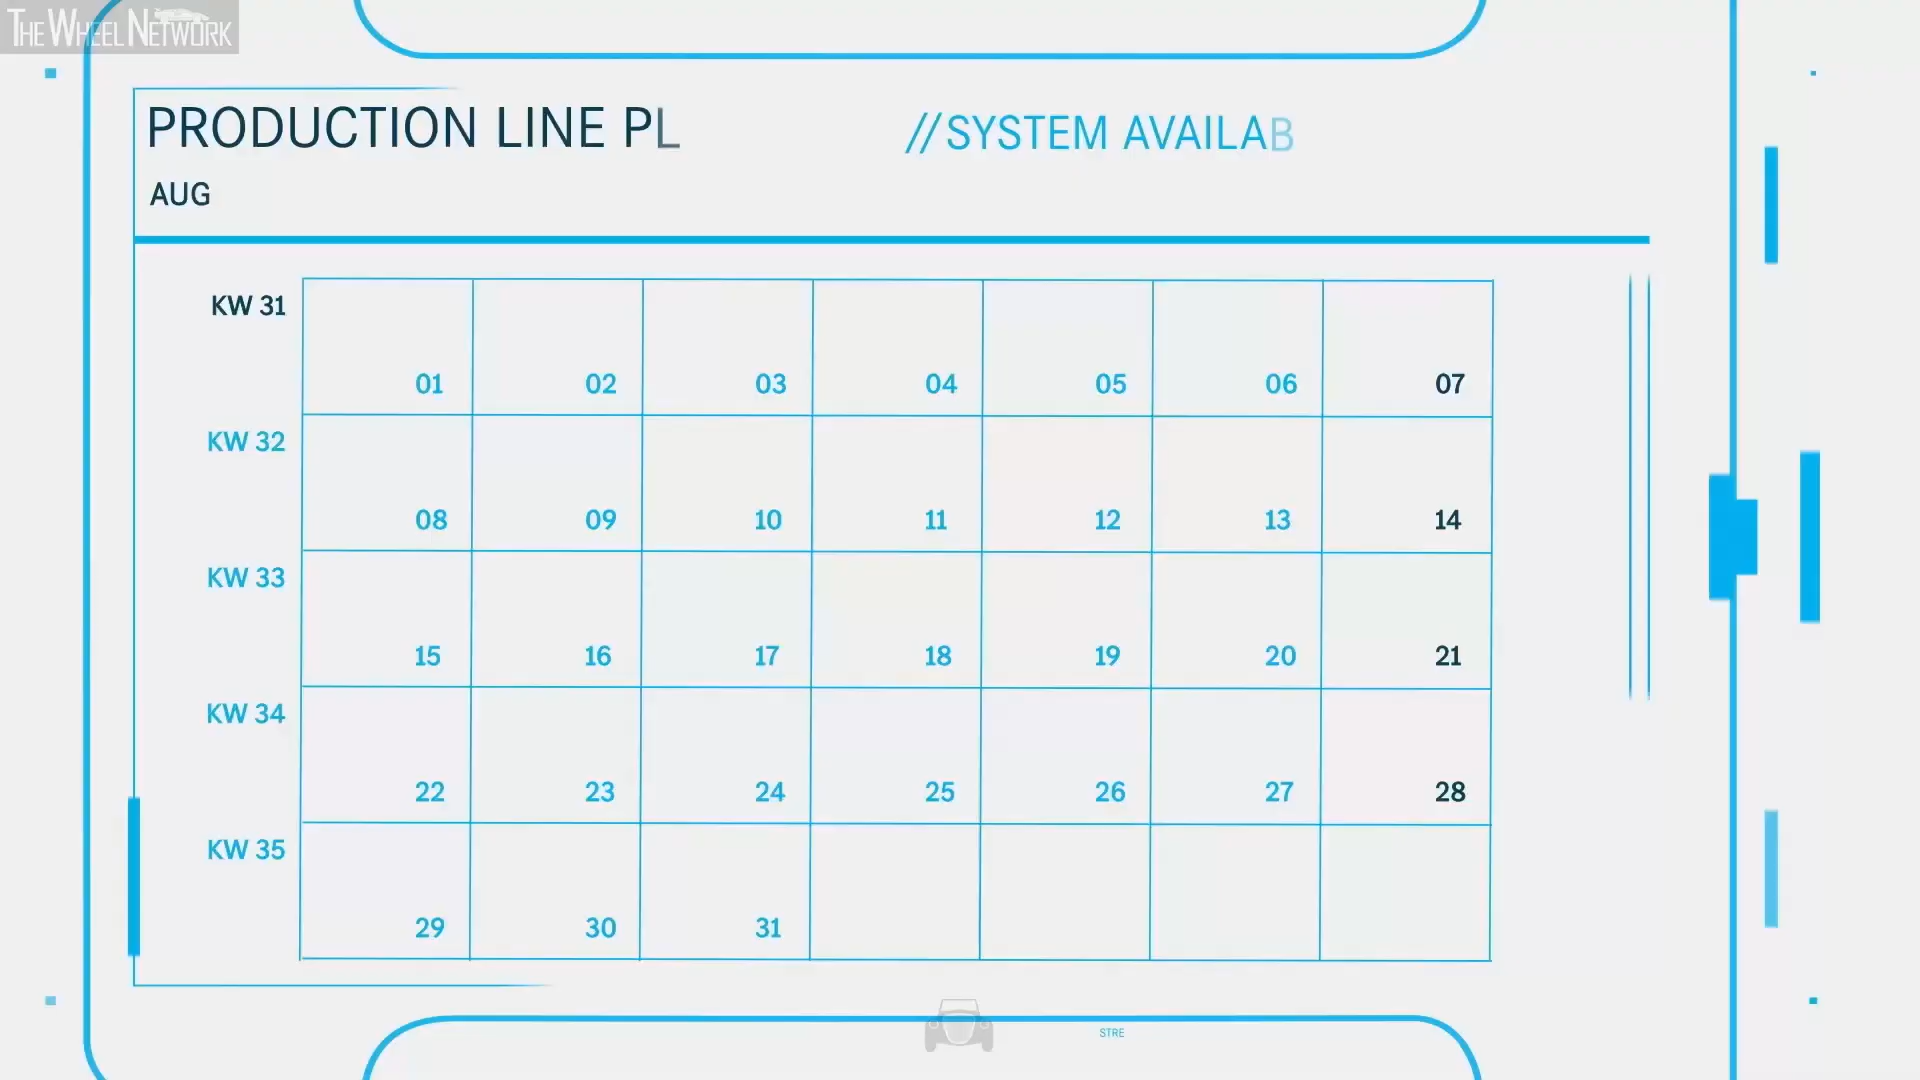 THE WHEEL NETWORK
PRODUCTION LINE PL
//SYSTEM AVAILAB
AUG
KW 31
01 02 03 04 05 06 07
KW 32
08 09 10 11 12 13 14
KW 33
15 16 17 18 19 20 21
KW 34
22 23 24 25 26 27 28
KW 35
29 30 31
STRE